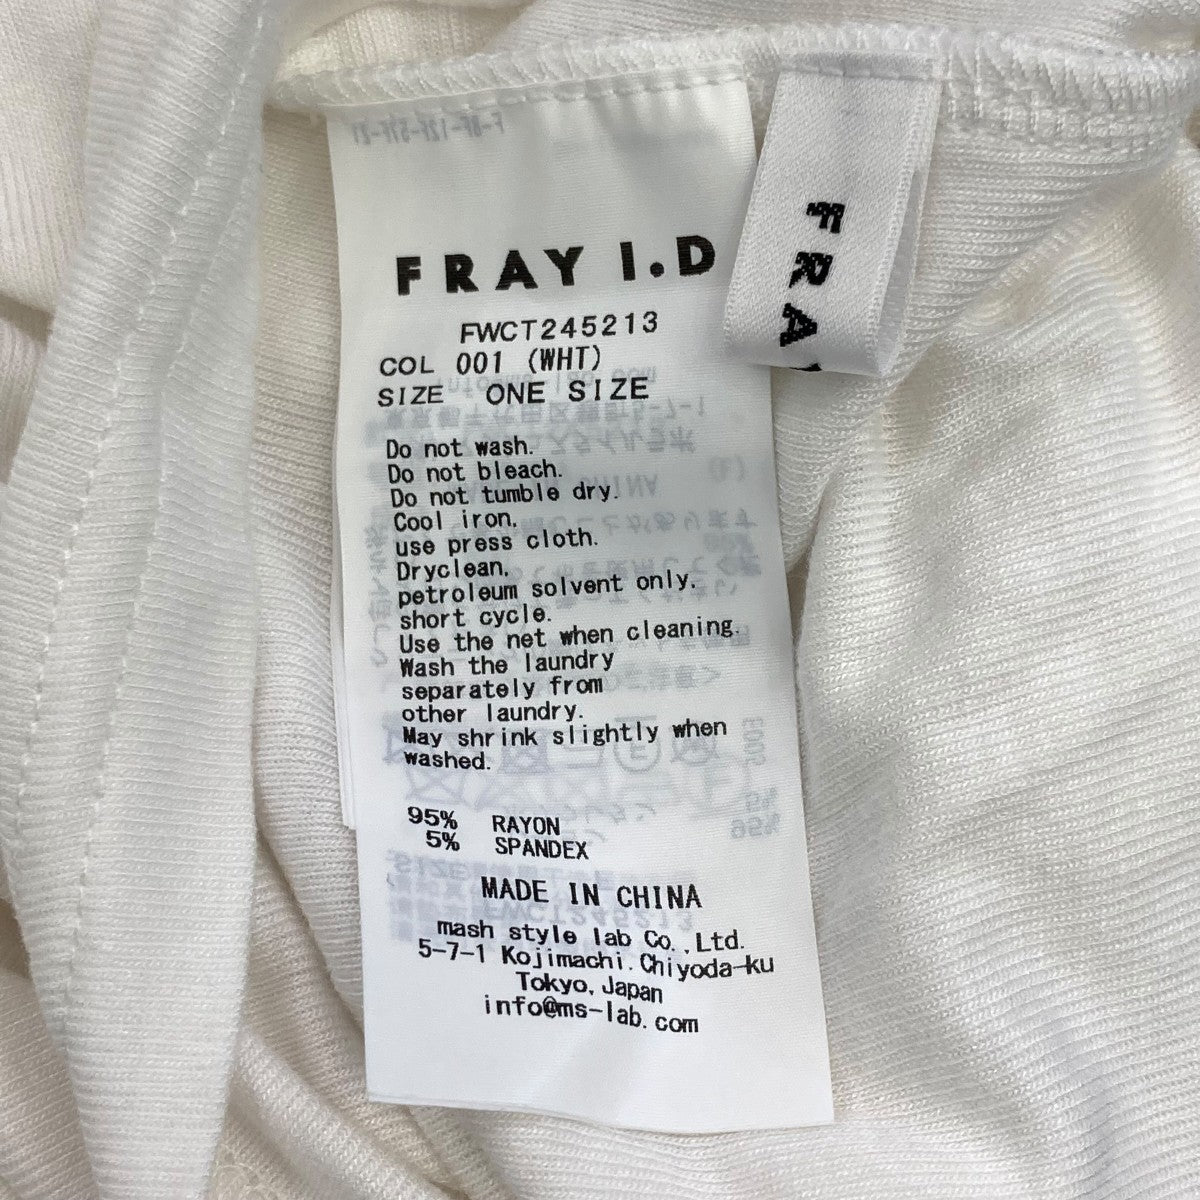 FRAY I.D
FWCT245213
COL 001 (WHT)
SIZE ONE SIZE
Do not wash.
Do not bleach.
Do not tumble dry.
Cool iron.
use press cloth.
Dryclean.
petroleum solvent only.
short cycle.
Use the net when cleaning.
Wash the laundry
separately from
other laundry.
May shrink slightly when
washed.
95% RAYON
5% SPANDEX
MADE IN CHINA
mash style lab Co.,Ltd.
5-7-1 Kojimachi.Chiyoda-ku
Tokyo, Japan
info@ms-lab.com
FRA